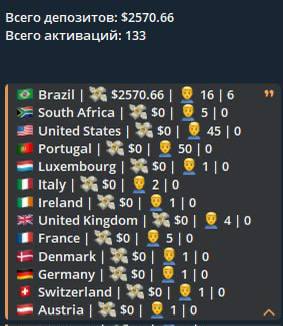 Всего депозитов: $2570.66
Всего активаций: 133
🇧🇷 Brazil | 💸 $2570.66 | 👨‍💼 16 | 6
🇿🇦 South Africa | 💸 $0 | 👨‍💼 5 | 0
🇺🇸 United States | 💸 $0 | 👨‍💼 45 | 0
🇵🇹 Portugal | 💸 $0 | 👨‍💼 50 | 0
🇱🇺 Luxembourg | 💸 $0 | 👨‍💼 1 | 0
🇮🇹 Italy | 💸 $0 | 👨‍💼 2 | 0
🇮🇪 Ireland | 💸 $0 | 👨‍💼 1 | 0
🇬🇧 United Kingdom | 💸 $0 | 👨‍💼 4 | 0
🇫🇷 France | 💸 $0 | 👨‍💼 5 | 0
🇩🇰 Denmark | 💸 $0 | 👨‍💼 1 | 0
🇩🇪 Germany | 💸 $0 | 👨‍💼 1 | 0
🇨🇭 Switzerland | 💸 $0 | 👨‍💼 1 | 0
🇦🇹 Austria | 💸 $0 | 👨‍💼 1 | 0